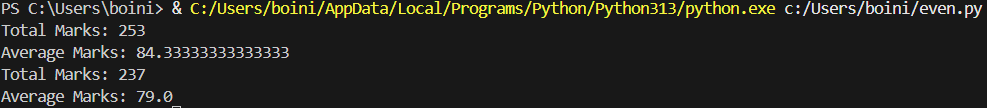 PS C:\Users\boini> & C:/Users/boini/AppData/Local/Programs/Python/Python313/python.exe c:/Users/boini/even.py
Total Marks: 253
Average Marks: 84.33333333333333
Total Marks: 237
Average Marks: 79.0